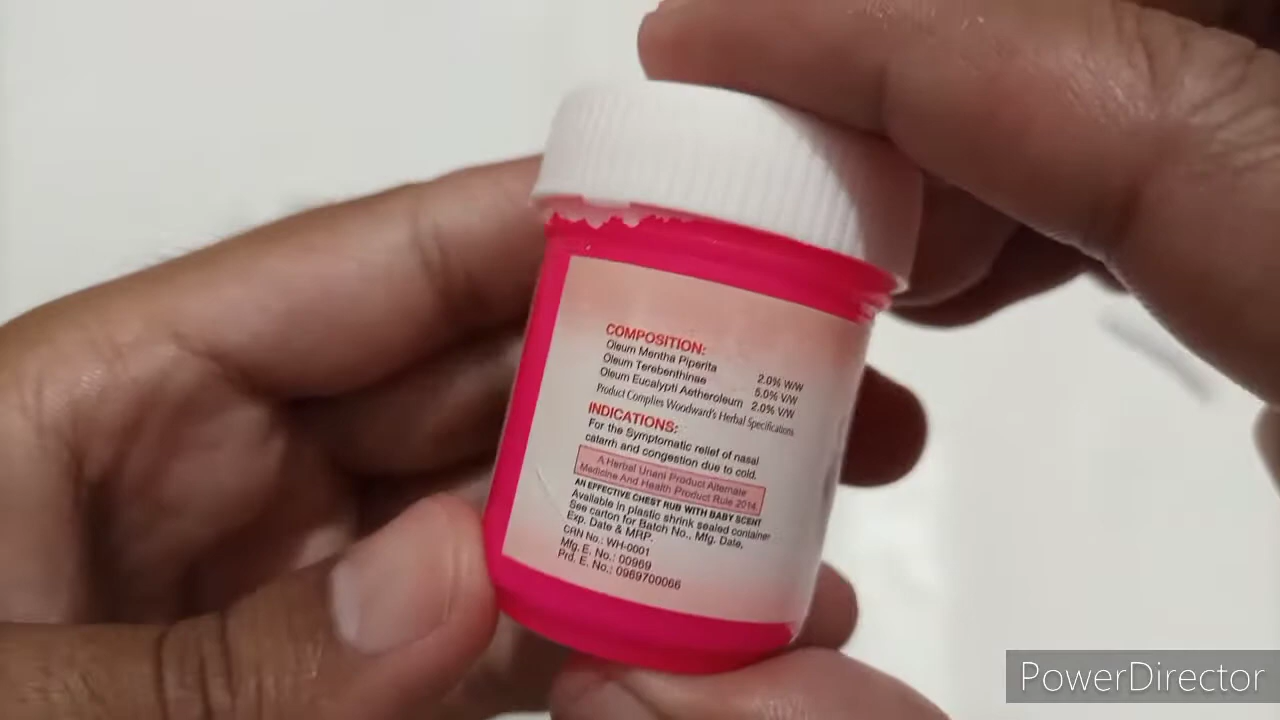 COMPOSITION:
Oleum Mentha Piperita 2.0% W/W
Oleum Terebenthinae 5.0% V/W
Oleum Eucalypti Aetheroleum 2.0% V/W
Product Complies Woodward's Herbal Specifications
INDICATIONS:
For the Symptomatic relief of nasal
catarrh and congestion due to cold.
A Herbal Unani Product Alternate
Medicine And Health Product Rule 2014.
AN EFFECTIVE CHEST RUB WITH BABY SCENT
Available in plastic shrink sealed container
See carton for Batch No., Mfg. Date,
Exp. Date & MRP.
CRN No.: WH-0001
Mfg. E. No.: 00969
Prd. E. No.: 0969700066
PowerDirector